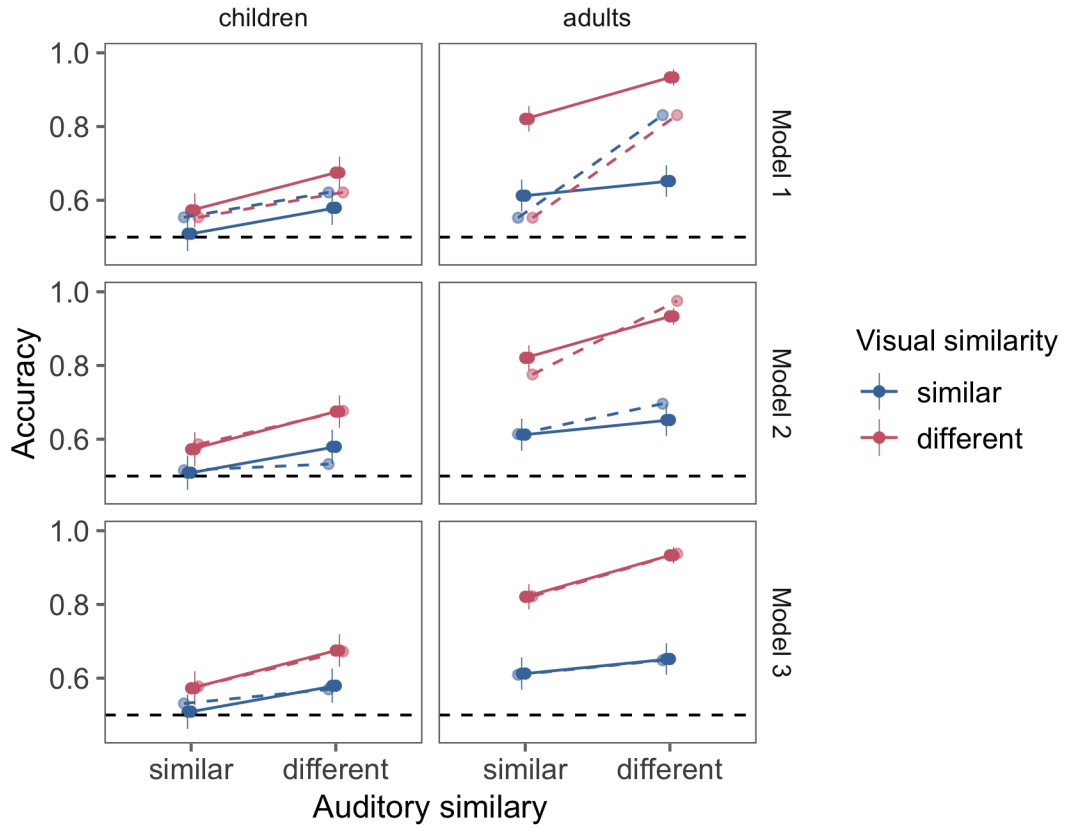 children
adults
1.0
0.8
0.6
Model 1
1.0
0.8
0.6
Model 2
1.0
0.8
0.6
Model 3
Accuracy
similar
different
similar
different
Auditory similary
Visual similarity
similar
different